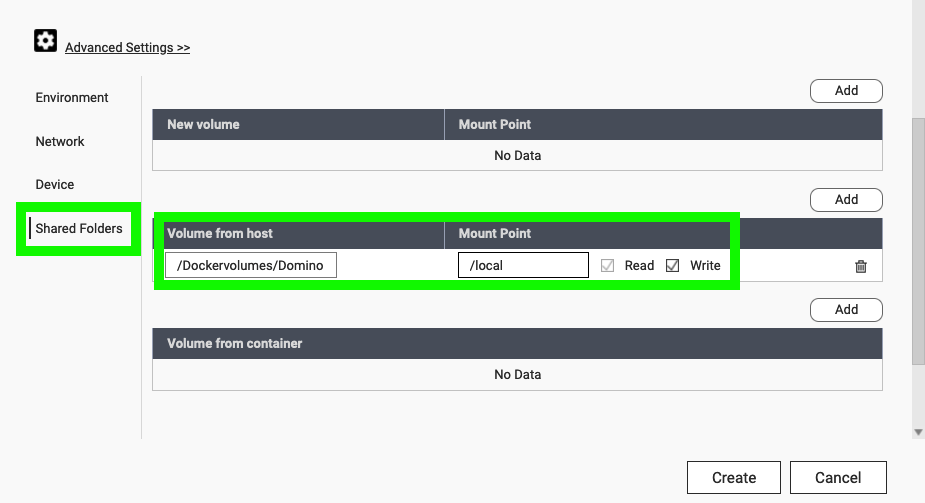 Advanced Settings >>
Environment
Network
Device
Shared Folders
Add
New volume Mount Point
No Data
Add
Volume from host Mount Point
/Dockervolumes/Domino /local Read Write
Add
Volume from container
No Data
Create Cancel